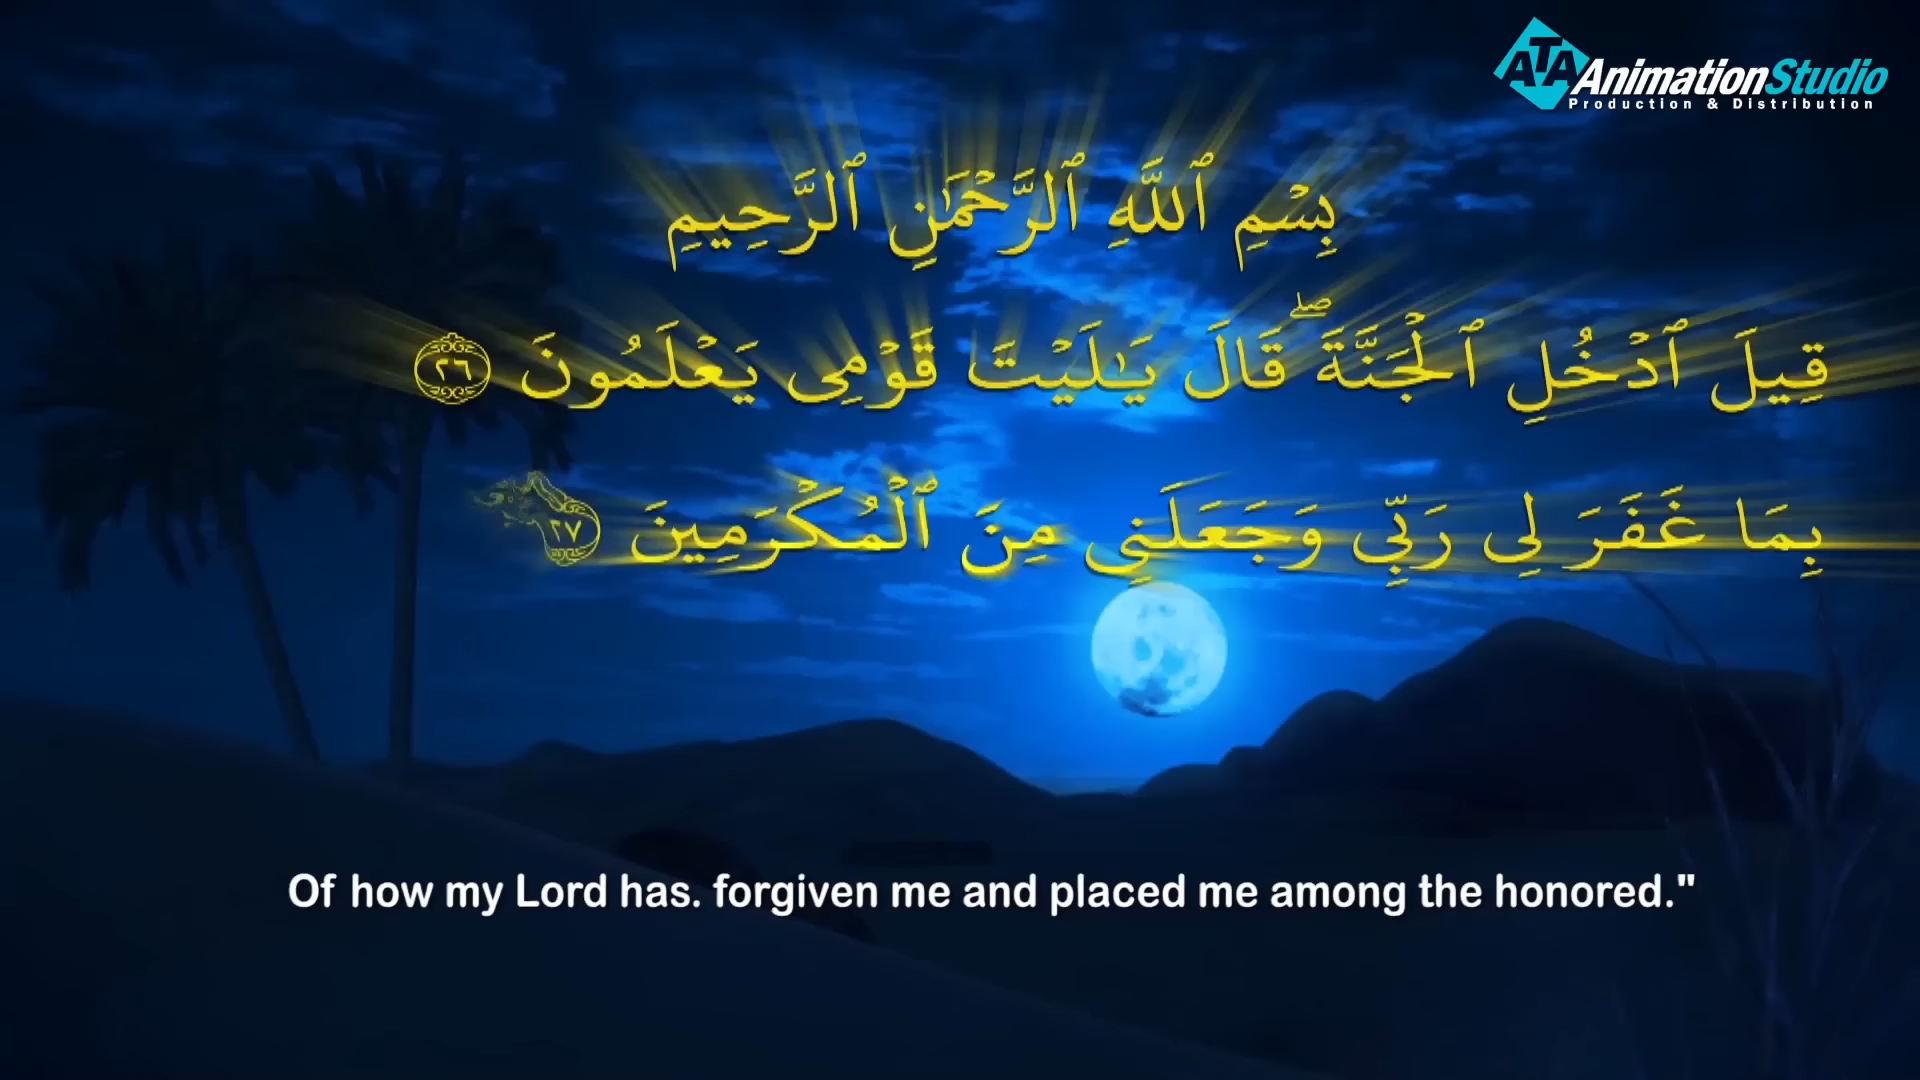 ATA AnimationStudio
Production & Distribution
بِسْمِ ٱللَّهِ ٱلرَّحْمَٰنِ ٱلرَّحِيمِ
قِيلَ ٱدْخُلِ ٱلْجَنَّةَ ۖ قَالَ يَـٰلَيْتَ قَوْمِى يَعْلَمُونَ ٢٦
بِمَا غَفَرَ لِى رَبِّى وَجَعَلَنِى مِنَ ٱلْمُكْرَمِينَ ٢٧
Of how my Lord has. forgiven me and placed me among the honored."